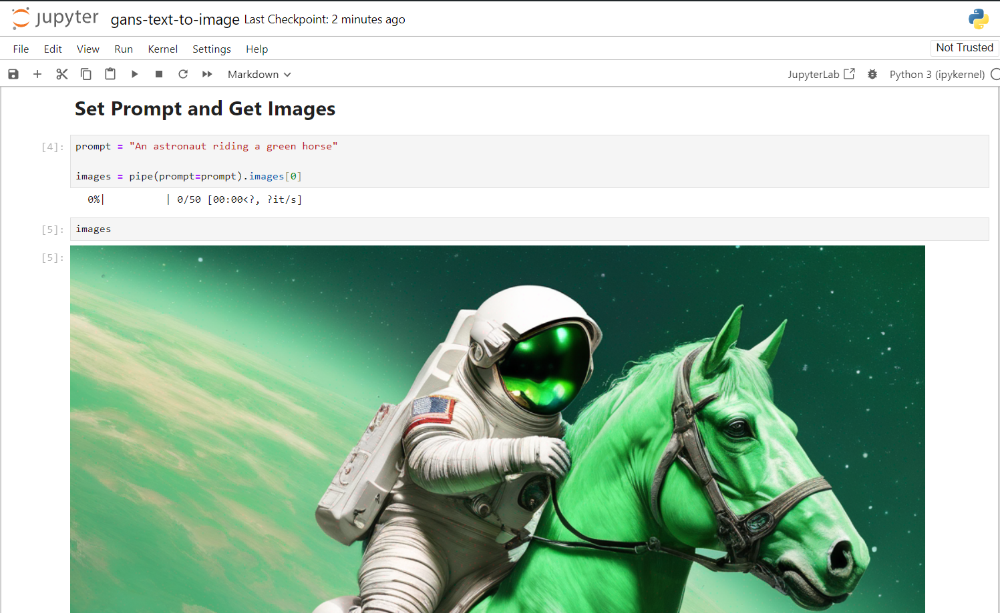 jupyter gans-text-to-image Last Checkpoint: 2 minutes ago
File Edit View Run Kernel Settings Help Not Trusted
Markdown JupyterLab Python 3 (ipykernel)
Set Prompt and Get Images
[4]: prompt = "An astronaut riding a green horse"
images = pipe(prompt=prompt).images[0]
0%| | 0/50 [00:00<?, ?it/s]
[5]: images
[5]: